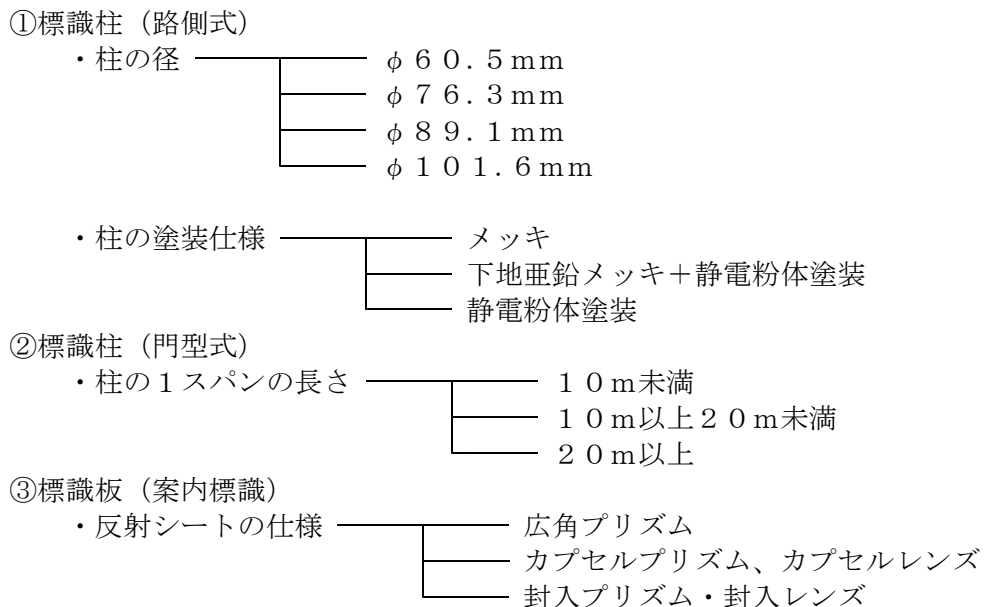 ①標識柱（路側式）
・柱の径 φ６０.５mm
φ７６.３mm
φ８９.１mm
φ１０１.６mm
・柱の塗装仕様 メッキ
下地亜鉛メッキ＋静電粉体塗装
静電粉体塗装
②標識柱（門型式）
・柱の１スパンの長さ １０ｍ未満
１０ｍ以上２０ｍ未満
２０ｍ以上
③標識板（案内標識）
・反射シートの仕様 広角プリズム
カプセルプリズム、カプセルレンズ
封入プリズム・封入レンズ